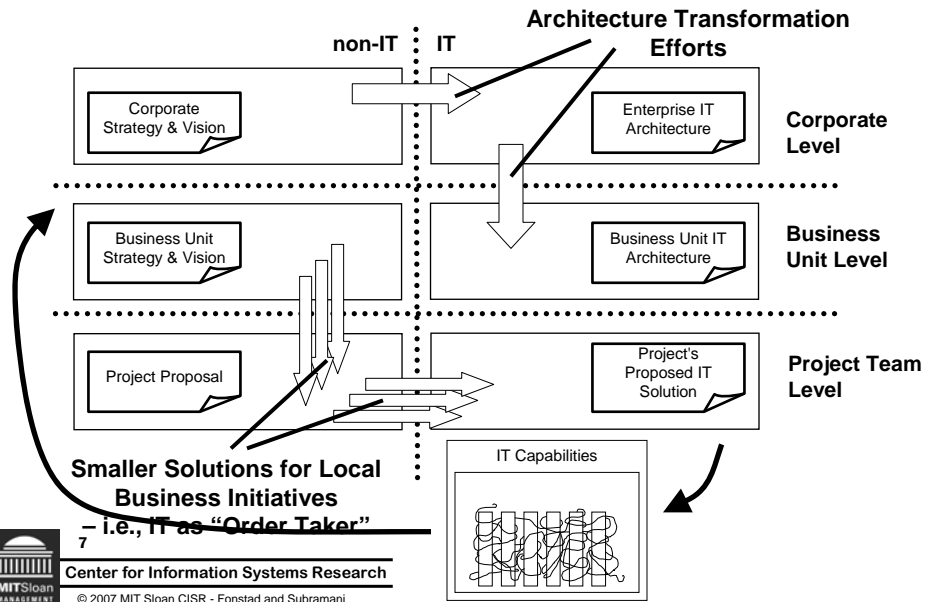 Architecture Transformation
Efforts
non-IT
IT
Corporate
Strategy & Vision
Enterprise IT
Architecture
Corporate
Level
Business Unit
Strategy & Vision
Business Unit IT
Architecture
Business
Unit Level
Project Proposal
Project's
Proposed IT
Solution
Project Team
Level
Smaller Solutions for Local
Business Initiatives
– i.e., IT as “Order Taker”
IT Capabilities
7
MITSloan
MANAGEMENT
Center for Information Systems Research
© 2007 MIT Sloan CISR - Fonstad and Subramani